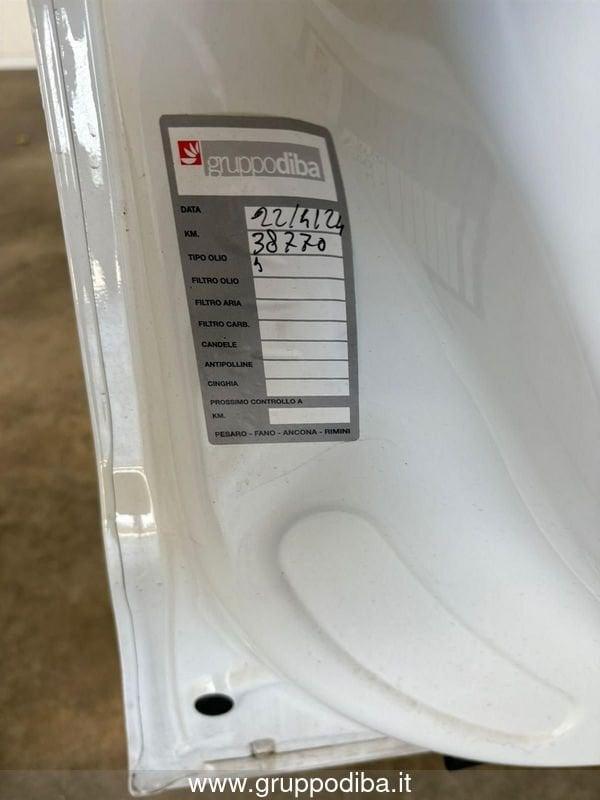 gruppodiba
DATA 22/4/24
KM. 38770
TIPO OLIO
FILTRO OLIO
FILTRO ARIA
FILTRO CARB.
CANDELE
ANTIPOLLINE
CINGHIA
PROSSIMO CONTROLLO A
KM.
PESARO - FANO - ANCONA - RIMINI
www.gruppodiba.it